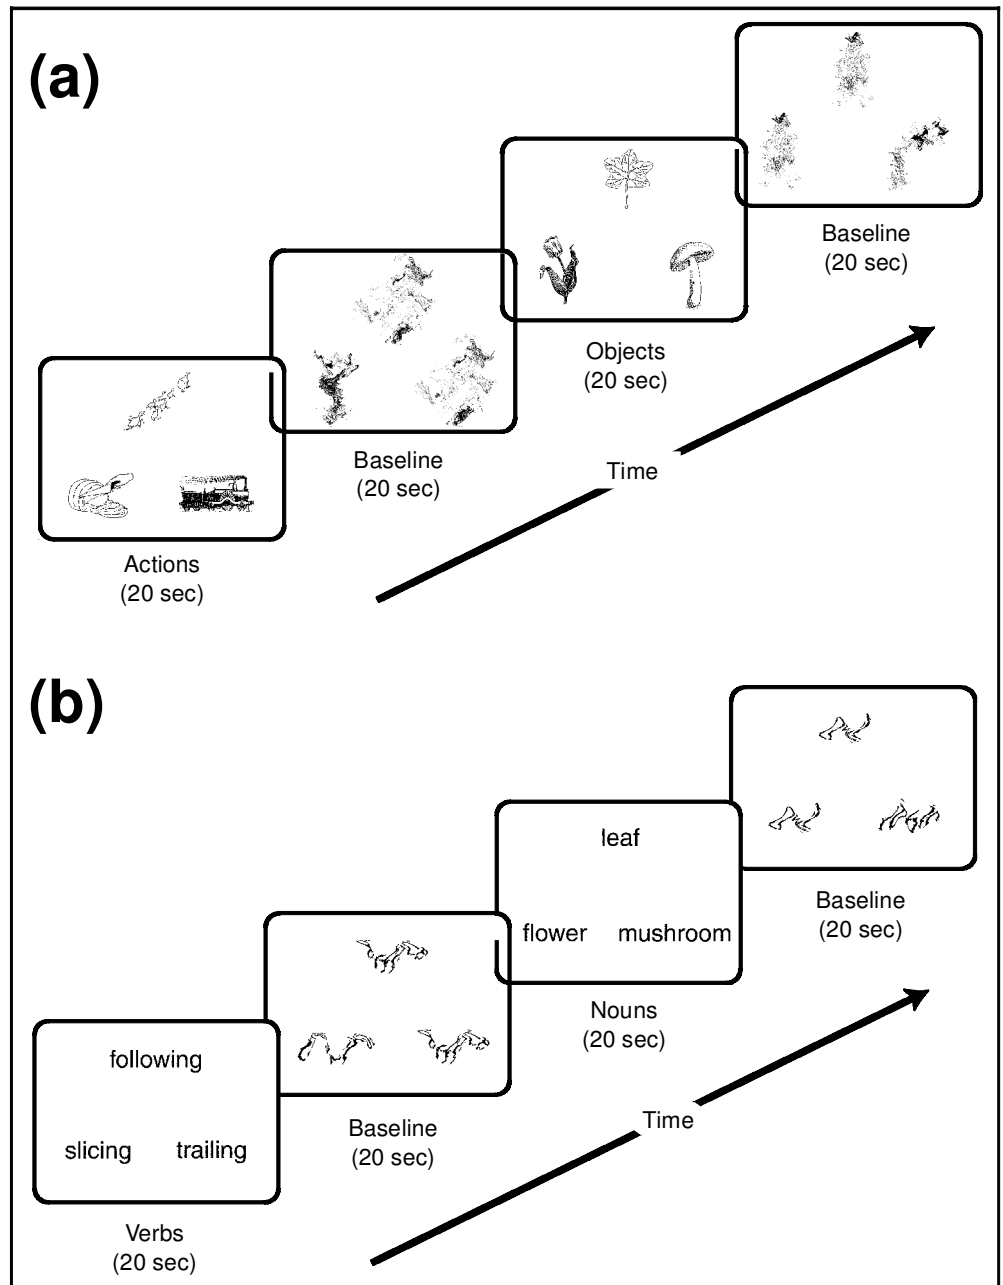 (a)
Baseline
(20 sec)
Objects
(20 sec)
Baseline
(20 sec)
Actions
(20 sec)
Time
(b)
Baseline
(20 sec)
leaf
flower mushroom
Nouns
(20 sec)
Baseline
(20 sec)
following
slicing trailing
Verbs
(20 sec)
Time